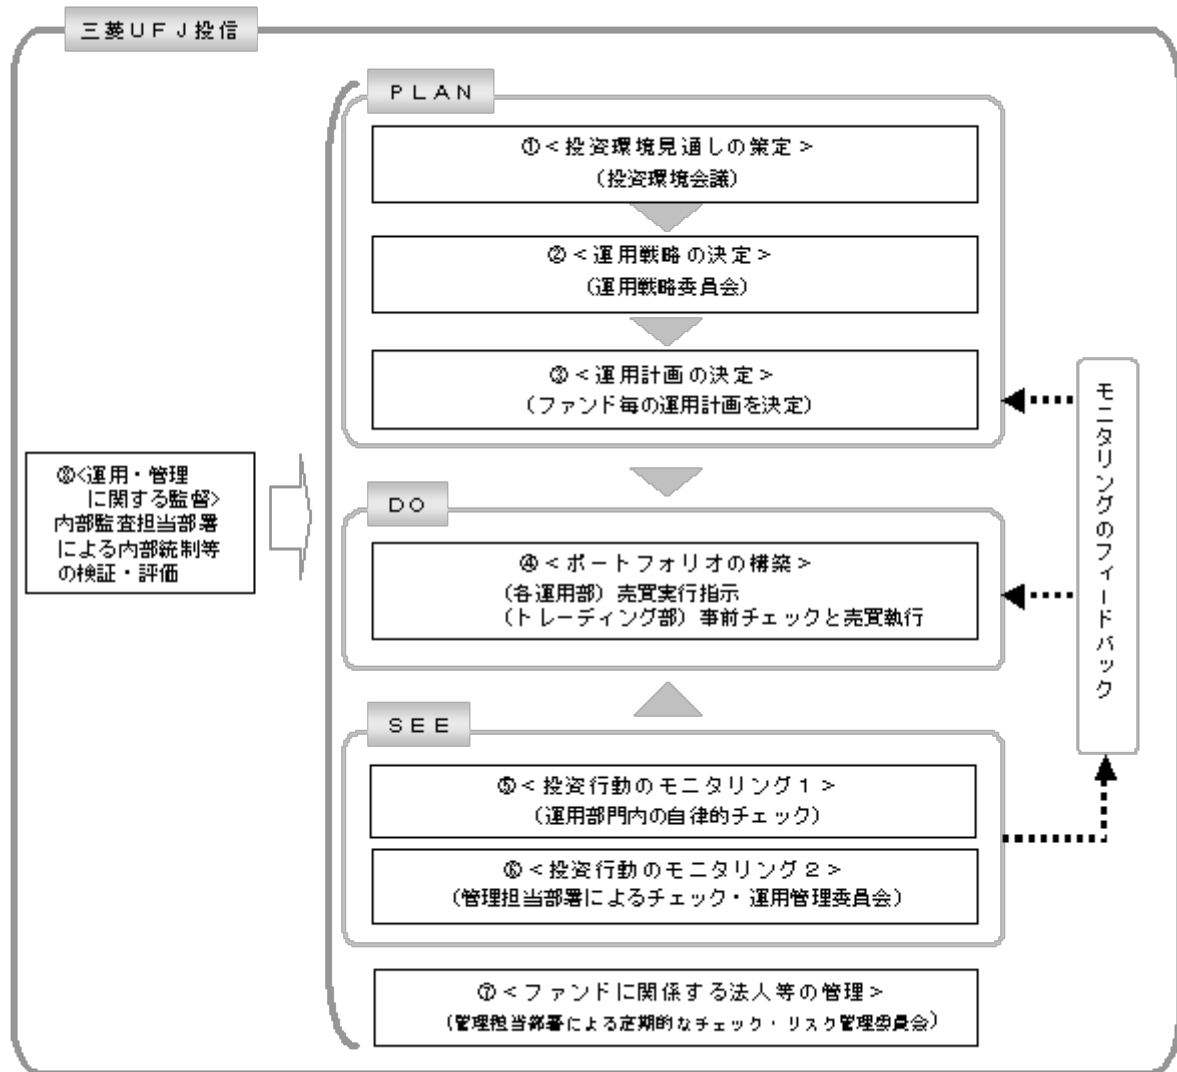 三菱UFJ投信
PLAN
①<投資環境見通しの策定>
(投資環境会議)
②<運用戦略の決定>
(運用戦略委員会)
③<運用計画の決定>
(ファンド毎の運用計画を決定)
⑧<運用・管理
に関する監督>
内部監査担当部署
による内部統制等
の検証・評価
DO
④<ポートフォリオの構築>
(各運用部)売買実行指示
(トレーディング部)事前チェックと売買執行
モニタリングのフィードバック
SEE
⑤<投資行動のモニタリング1>
(運用部門内の自律的チェック)
⑥<投資行動のモニタリング2>
(管理担当部署によるチェック・運用管理委員会)
⑦<ファンドに関係する法人等の管理>
(管理担当部署による定期的なチェック・リスク管理委員会)